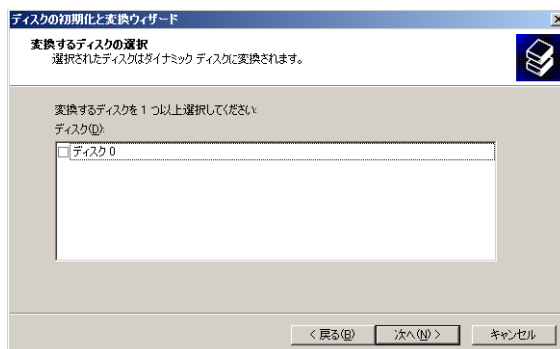 ディスクの初期化と変換ウィザード
変換するディスクの選択
選択されたディスクはダイナミック ディスクに変換されます。
変換するディスクを 1 つ以上選択してください:
ディスク(D):
ディスク 0
< 戻る(B)
次へ(N) >
キャンセル